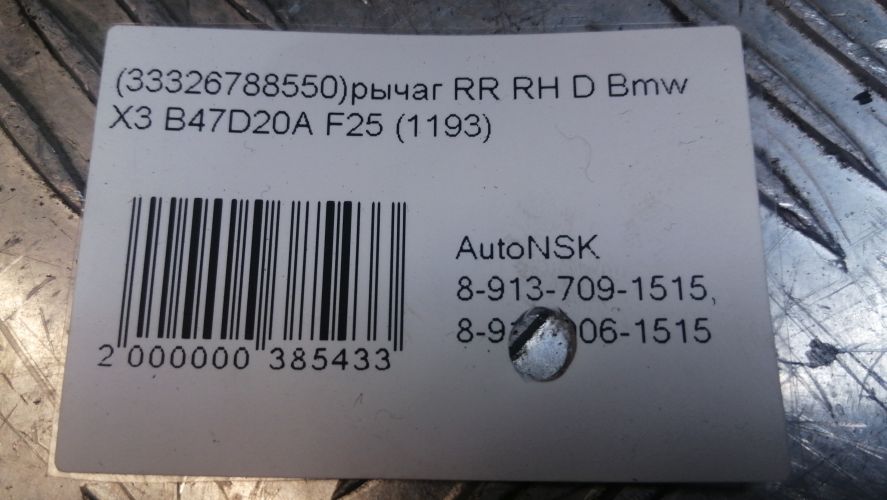 (33326788550)рычаг RR RH D Bmw
X3 B47D20A F25 (1193)
AutoNSK
8-913-709-1515,
2 000000 385433